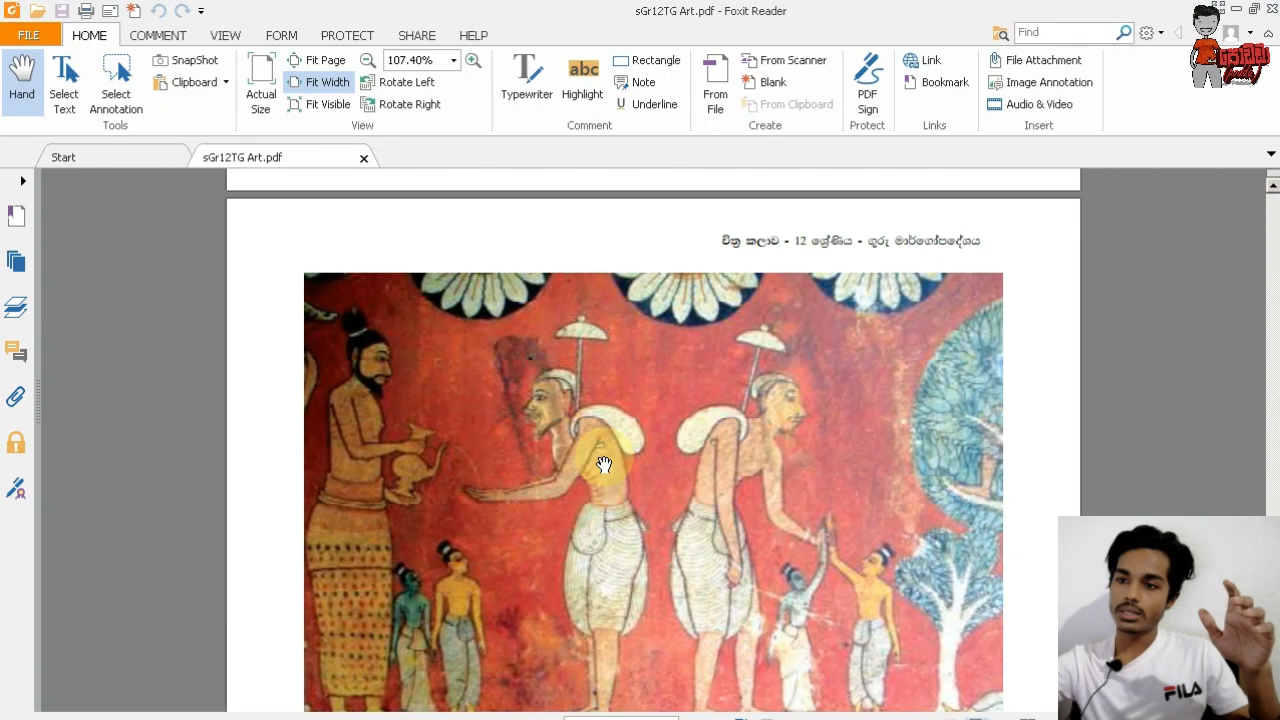 sGr12TG Art.pdf - Foxit Reader
FILE HOME COMMENT VIEW FORM PROTECT SHARE HELP
Find
Hand
Select Text
Select Annotation
SnapShot
Clipboard
Tools
Actual Size
Fit Page
Fit Width
Fit Visible
107.40%
Rotate Left
Rotate Right
View
Typewriter
Highlight
Rectangle
Note
Underline
Comment
From File
From Scanner
Blank
From Clipboard
Create
PDF Sign
Protect
Link
Bookmark
Links
File Attachment
Image Annotation
Audio & Video
Insert
Start
sGr12TG Art.pdf
චිත්‍ර කලාව - 12 ශ්‍රේණිය - ගුරු මාර්ගෝපදේශය
FILA